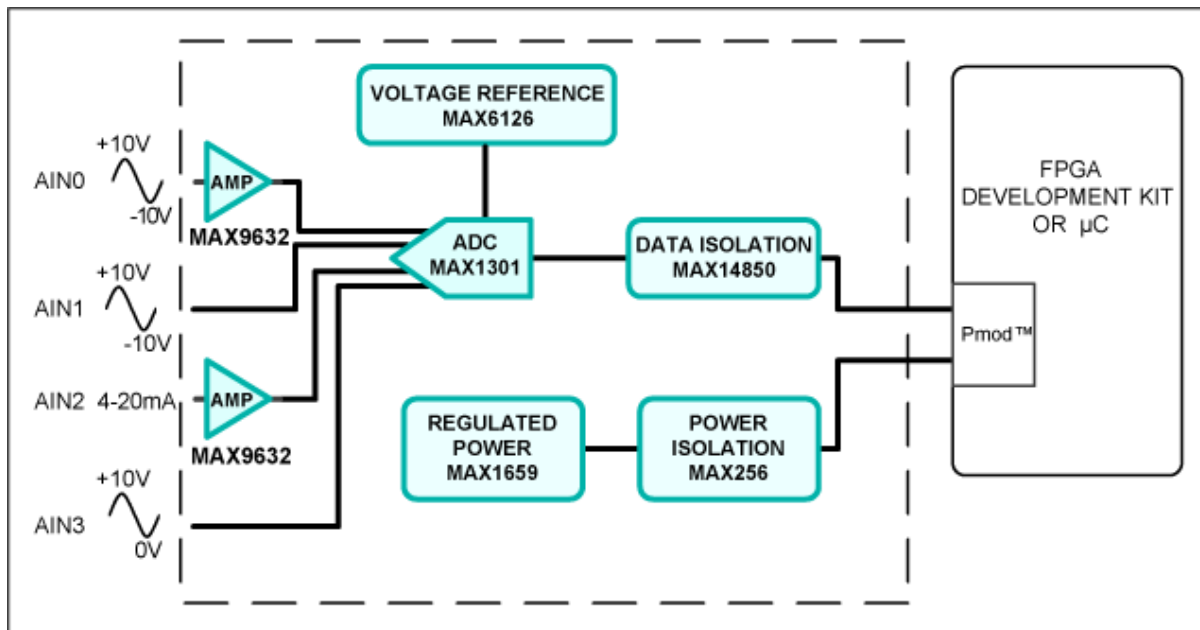 VOLTAGE REFERENCE
MAX6126
+10V
AIN0
-10V
AMP
MAX9632
ADC
MAX1301
DATA ISOLATION
MAX14850
FPGA
DEVELOPMENT KIT
OR µC
Pmod™
+10V
AIN1
-10V
AIN2 4-20mA
AMP
MAX9632
REGULATED
POWER
MAX1659
POWER
ISOLATION
MAX256
+10V
AIN3
0V